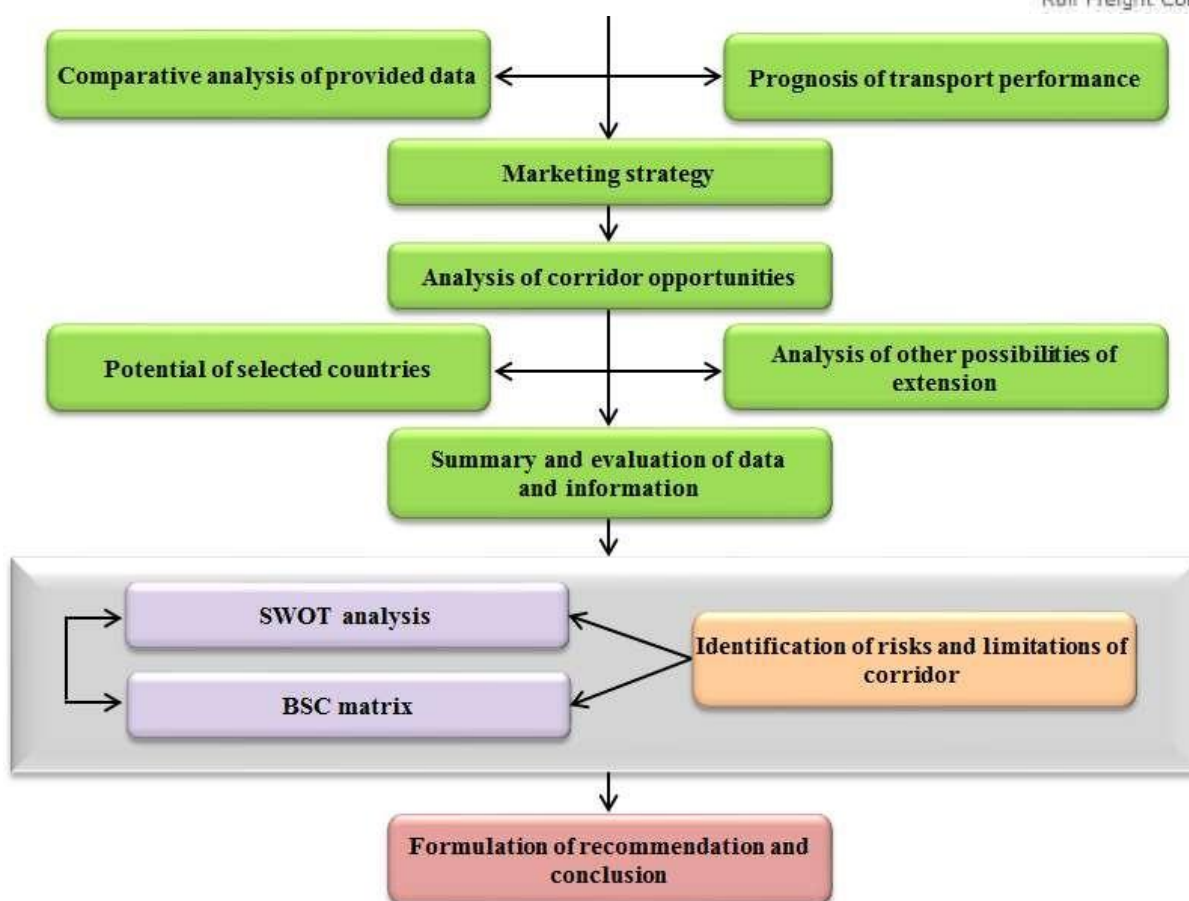 Comparative analysis of provided data
Prognosis of transport performance
Marketing strategy
Analysis of corridor opportunities
Potential of selected countries
Analysis of other possibilities of
extension
Summary and evaluation of data
and information
SWOT analysis
Identification of risks and limitations of
corridor
BSC matrix
Formulation of recommendation and
conclusion